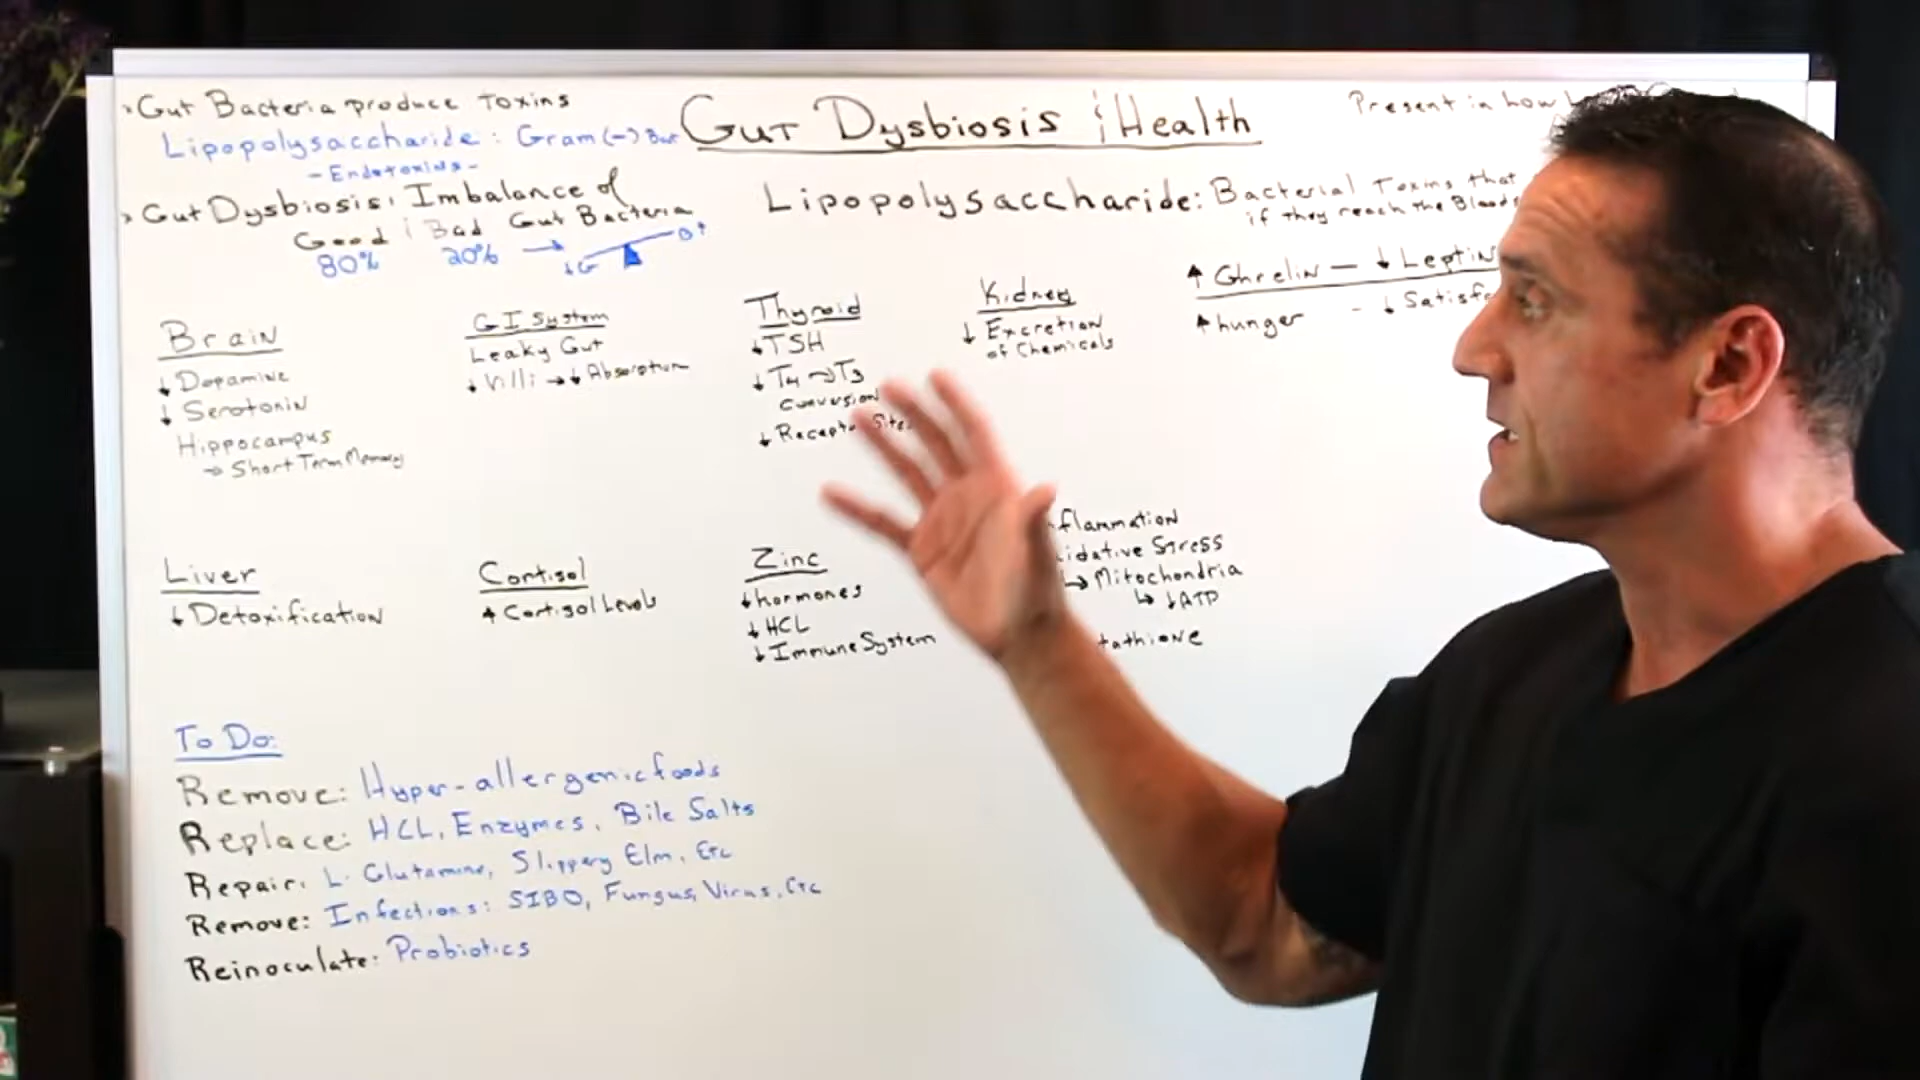 Gut Bacteria produce Toxins
Lipopolysaccharide: Gram (-) Bac
- Endotoxins -
Gut Dysbiosis: Imbalance of
Good & Bad Gut Bacteria
80% 20% → ↓G B↑
Gut Dysbiosis & Health
Present in how
Lipopolysaccharide: Bacterial Toxins that
if they reach the Bloods
↑ Ghrelin — ↓ Leptin
↑ hunger - ↓ Satisf
Brain
↓ Dopamine
↓ Serotonin
Hippocampus
→ Short Term Memory
GI System
Leaky Gut
↓ Villi → ↓ Absorption
Thyroid
↓ TSH
↓ T4 → T3
Conversion
↓ Receptor Sites
Kidney
↓ Excretion
of Chemicals
Liver
↓ Detoxification
Cortisol
↑ Cortisol Levels
Zinc
↓ hormones
↓ HCL
↓ Immune System
flammation
idative Stress
↳ Mitochondria
↳ ↓ ATP
tathione
To Do:
Remove: Hyper-allergenic foods
Replace: HCL, Enzymes, Bile Salts
Repair: L-Glutamine, Slippery Elm, Etc
Remove: Infections: SIBO, Fungus, Virus, Etc
Reinoculate: Probiotics